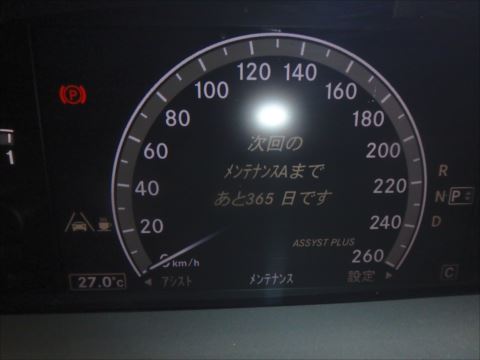 120 140
100 160
80 180
次回の
60 200
メンテナンスAまで
R
40 220
あと365 日です
N P
20 240
D
ASSYST PLUS
0 km/h 260
27.0°C
アシスト メンテナンス 設定
C
1
P